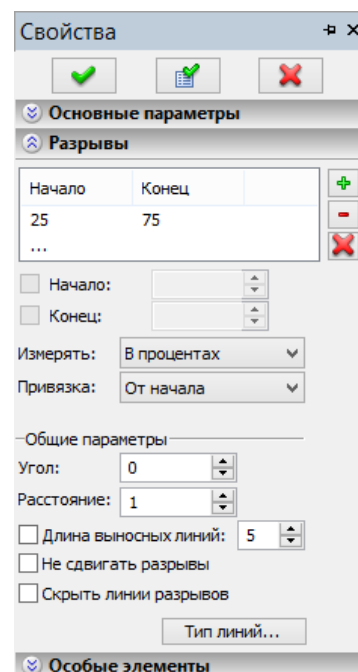 Свойства
Основные параметры
Разрывы
Начало Конец
25 75
...
Начало:
Конец:
Измерять: В процентах
Привязка: От начала
Общие параметры
Угол: 0
Расстояние: 1
Длина выносных линий: 5
Не сдвигать разрывы
Скрыть линии разрывов
Тип линий...
Особые элементы